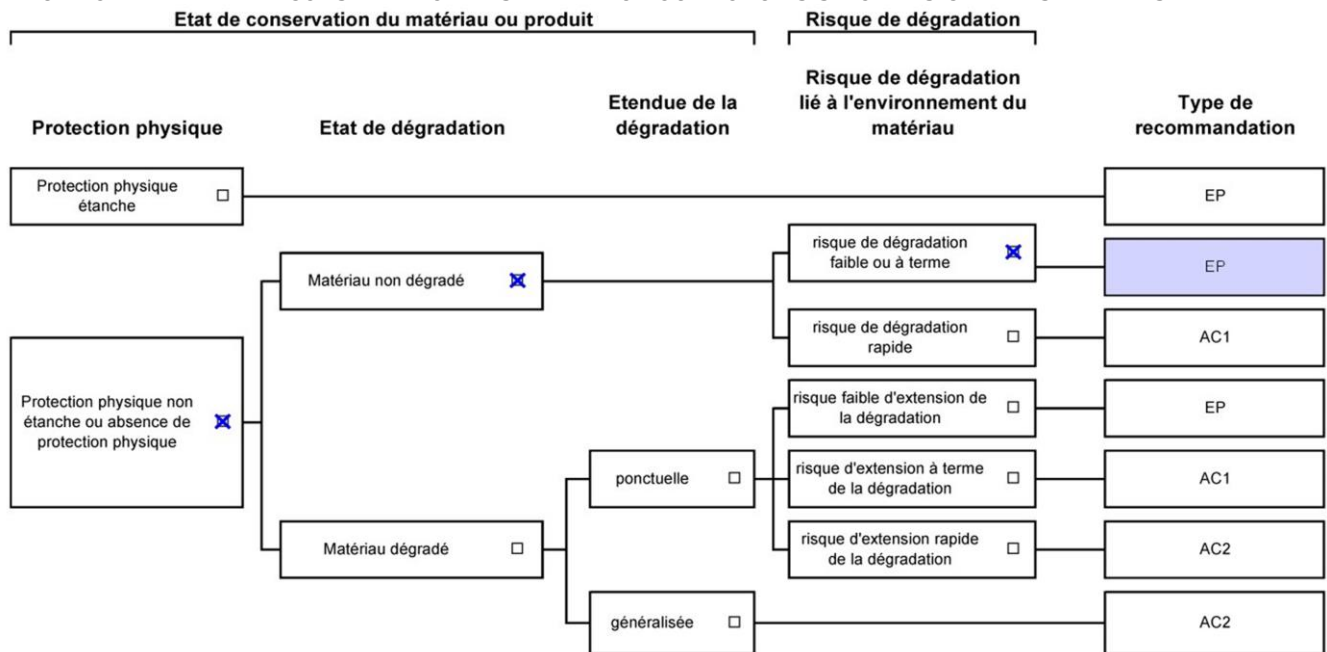 Etat de conservation du matériau ou produit
Risque de dégradation
Protection physique
Etat de dégradation
Etendue de la
dégradation
Risque de dégradation
lié à l'environnement du
matériau
Type de
recommandation
Protection physique
étanche
EP
risque de dégradation
faible ou à terme
EP
Matériau non dégradé
risque de dégradation
rapide
AC1
Protection physique non
étanche ou absence de
protection physique
risque faible d'extension de
la dégradation
EP
ponctuelle
risque d'extension à terme
de la dégradation
AC1
Matériau dégradé
risque d'extension rapide
de la dégradation
AC2
généralisée
AC2